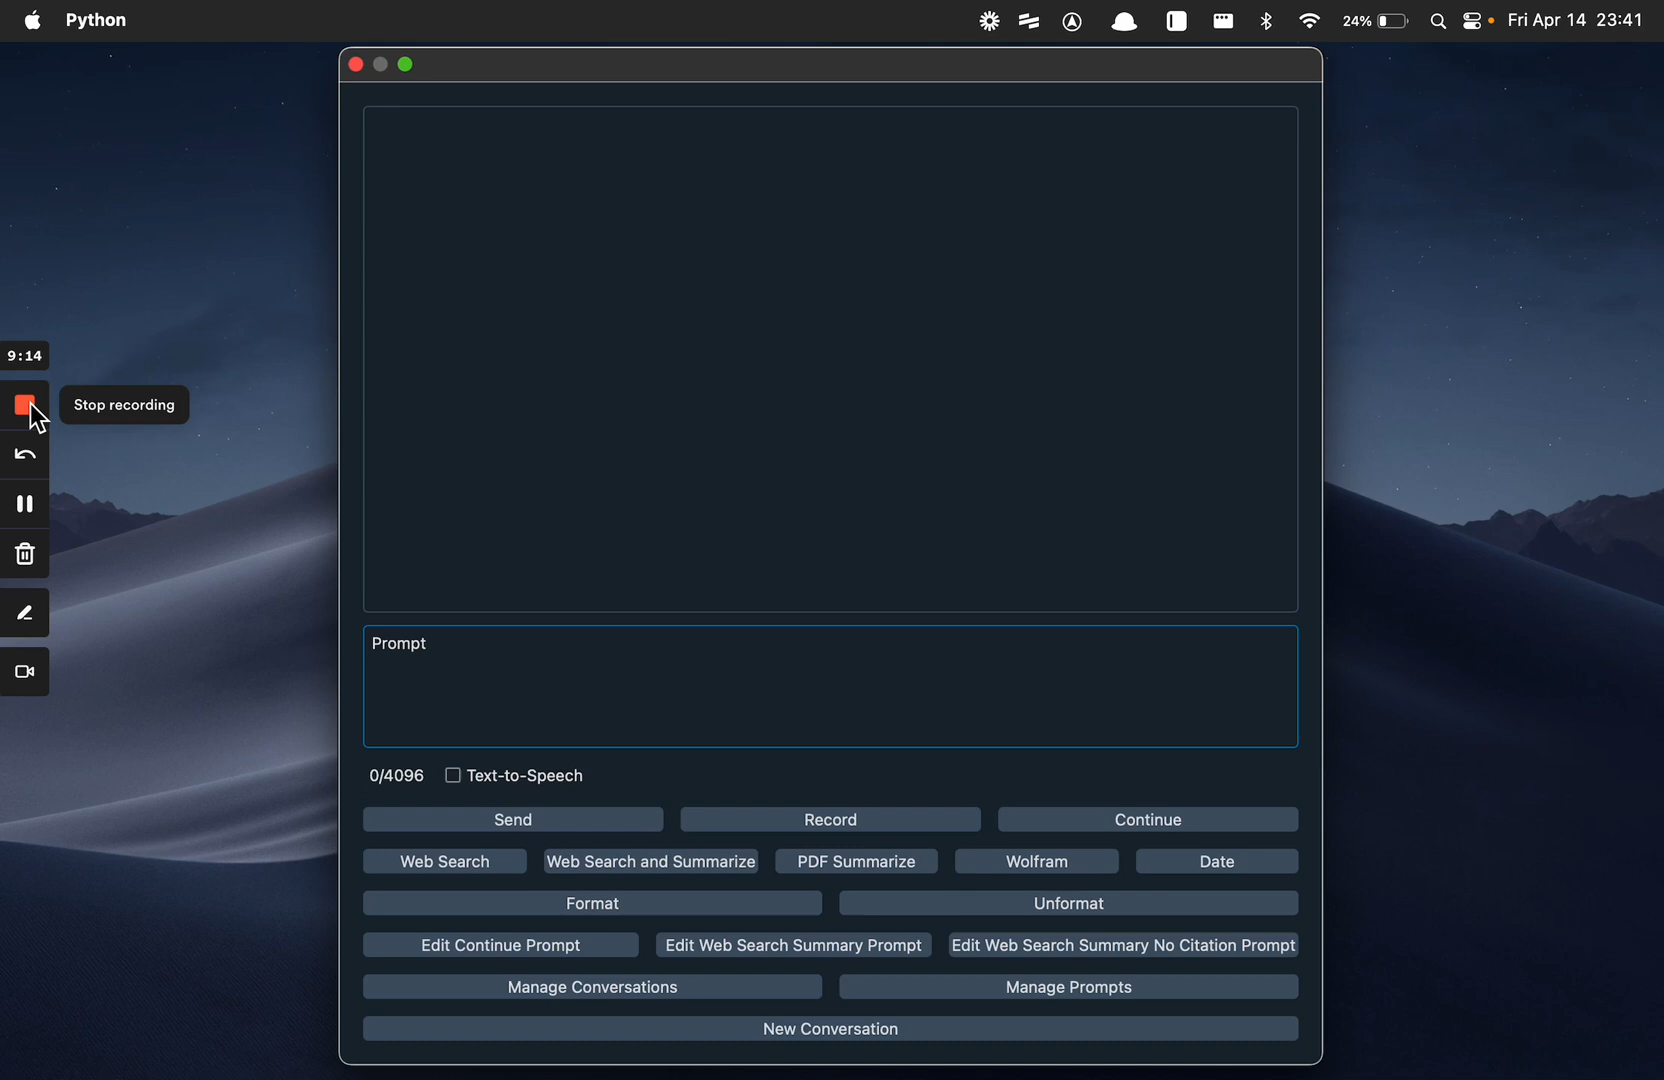 Python 24% Fri Apr 14 23:41
9:14
Stop recording
Prompt
0/4096 Text-to-Speech
Send Record Continue
Web Search Web Search and Summarize PDF Summarize Wolfram Date
Format Unformat
Edit Continue Prompt Edit Web Search Summary Prompt Edit Web Search Summary No Citation Prompt
Manage Conversations Manage Prompts
New Conversation